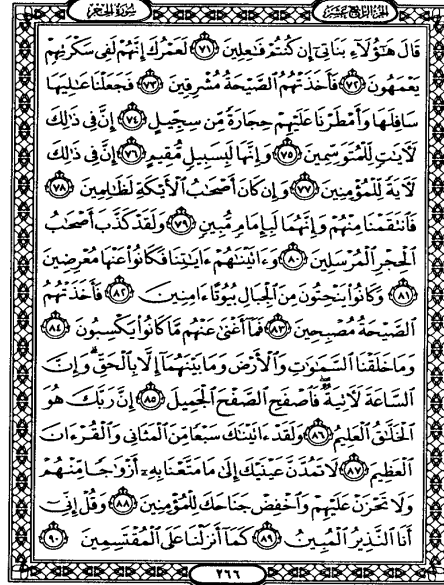 الجزء الرابع عشر
سورة الحجر
قَالَ هَٰٓؤُلَآءِ بَنَاتِىٓ إِن كُنتُمْ فَٰعِلِينَ ٧١ لَعَمْرُكَ إِنَّهُمْ لَفِى سَكْرَتِهِمْ
يَعْمَهُونَ ٧٢ فَأَخَذَتْهُمُ ٱلصَّيْحَةُ مُشْرِقِينَ ٧٣ فَجَعَلْنَا عَٰلِيَهَا
سَافِلَهَا وَأَمْطَرْنَا عَلَيْهِمْ حِجَارَةً مِّن سِجِّيلٍ ٧٤ إِنَّ فِى ذَٰلِكَ
لَءَايَٰتٍ لِّلْمُتَوَسِّمِينَ ٧٥ وَإِنَّهَا لَبِسَبِيلٍ مُّقِيمٍ ٧٦ إِنَّ فِى ذَٰلِكَ
لَءَايَةً لِّلْمُؤْمِنِينَ ٧٧ وَإِن كَانَ أَصْحَٰبُ ٱلْأَيْكَةِ لَظَٰلِمِينَ ٧٨
فَٱنتَقَمْنَا مِنْهُمْ وَإِنَّهُمَا لَبِإِمَامٍ مُّبِينٍ ٧٩ وَلَقَدْ كَذَّبَ أَصْحَٰبُ
ٱلْحِجْرِ ٱلْمُرْسَلِينَ ٨٠ وَءَاتَيْنَٰهُمْ ءَايَٰتِنَا فَكَانُوا۟ عَنْهَا مُعْرِضِينَ
٨١ وَكَانُوا۟ يَنْحِتُونَ مِنَ ٱلْجِبَالِ بُيُوتًا ءَامِنِينَ ٨٢ فَأَخَذَتْهُمُ
ٱلصَّيْحَةُ مُصْبِحِينَ ٨٣ فَمَآ أَغْنَىٰ عَنْهُم مَّا كَانُوا۟ يَكْسِبُونَ ٨٤
وَمَا خَلَقْنَا ٱلسَّمَٰوَٰتِ وَٱلْأَرْضَ وَمَا بَيْنَهُمَآ إِلَّا بِٱلْحَقِّ ۗ وَإِنَّ
ٱلسَّاعَةَ لَءَاتِيَةٌ ۖ فَٱصْفَحِ ٱلصَّفْحَ ٱلْجَمِيلَ ٨٥ إِنَّ رَبَّكَ هُوَ
ٱلْخَلَّٰقُ ٱلْعَلِيمُ ٨٦ وَلَقَدْ ءَاتَيْنَٰكَ سَبْعًا مِّنَ ٱلْمَثَانِى وَٱلْقُرْءَانَ
ٱلْعَظِيمَ ٨٧ لَا تَمُدَّنَّ عَيْنَيْكَ إِلَىٰ مَا مَتَّعْنَا بِهِۦٓ أَزْوَٰجًا مِّنْهُمْ
وَلَا تَحْزَنْ عَلَيْهِمْ وَٱخْفِضْ جَنَاحَكَ لِلْمُؤْمِنِينَ ٨٨ وَقُلْ إِنِّىٓ
أَنَا ٱلنَّذِيرُ ٱلْمُبِينُ ٨٩ كَمَآ أَنزَلْنَا عَلَى ٱلْمُقْتَسِمِينَ ٩٠
٢٦٦